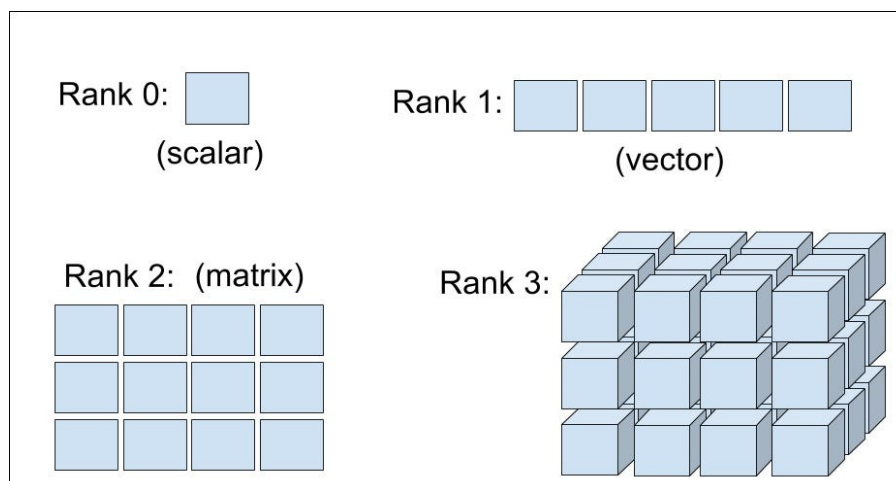 Rank 0:
(scalar)
Rank 1:
(vector)
Rank 2: (matrix)
Rank 3: